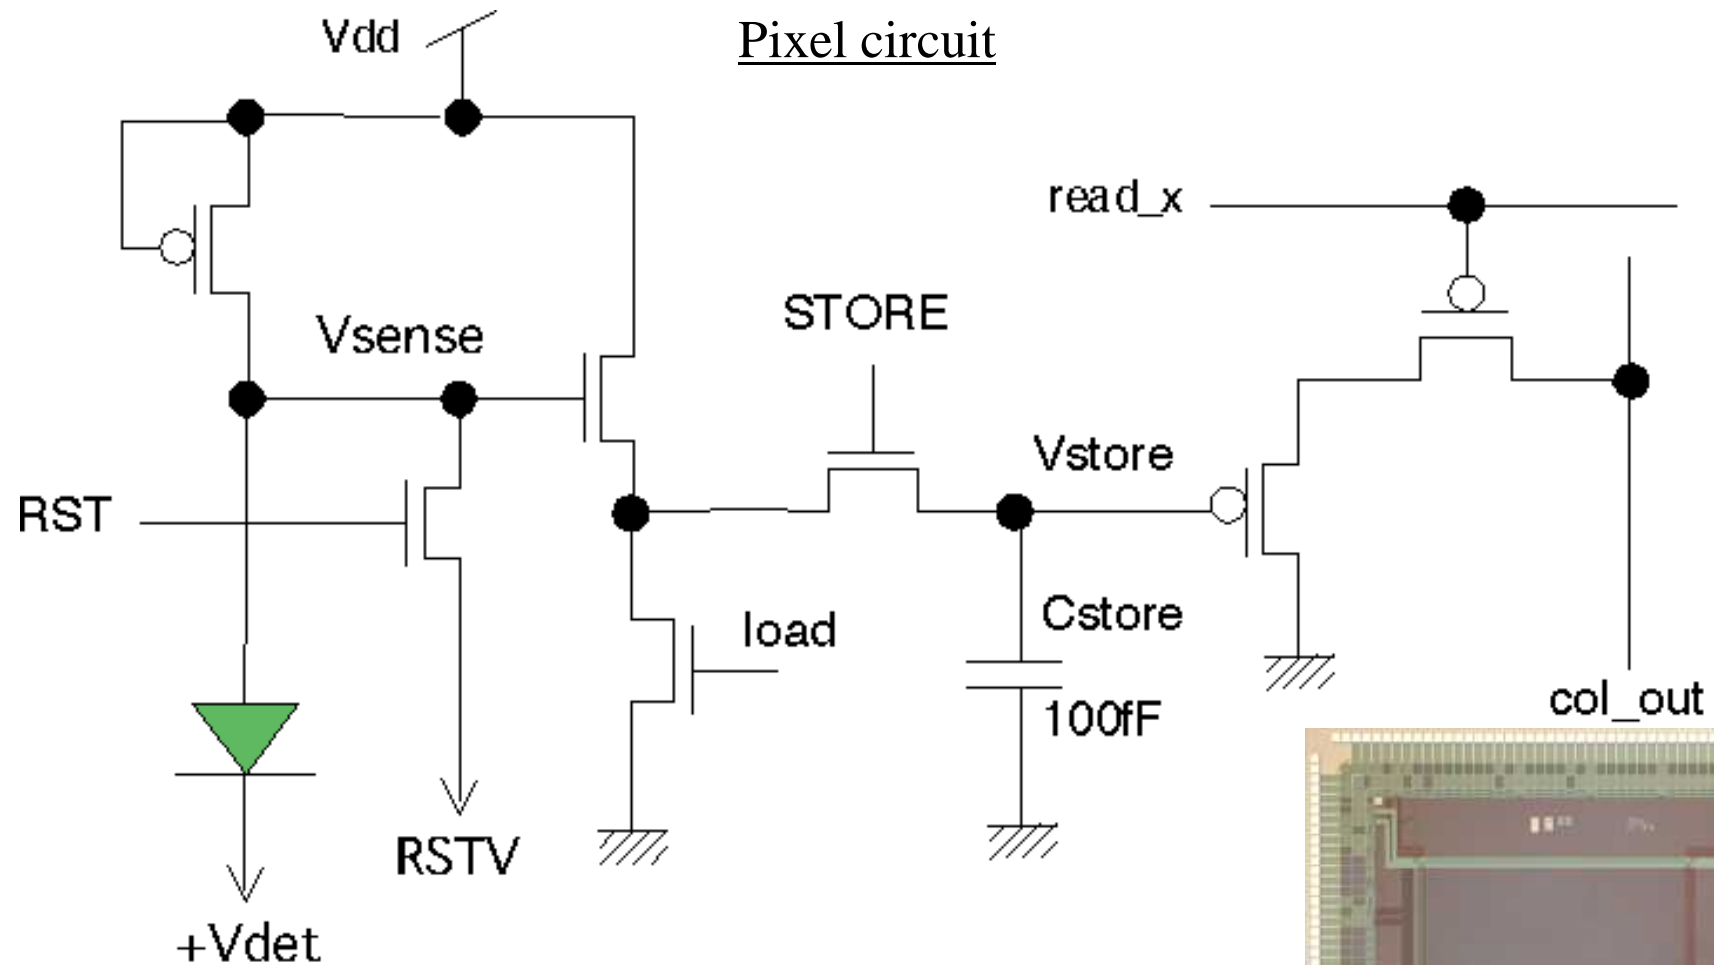 Pixel circuit
Vdd
read_x
STORE
Vsense
Vstore
RST
Cstore
load
100fF
col_out
RSTV
+Vdet